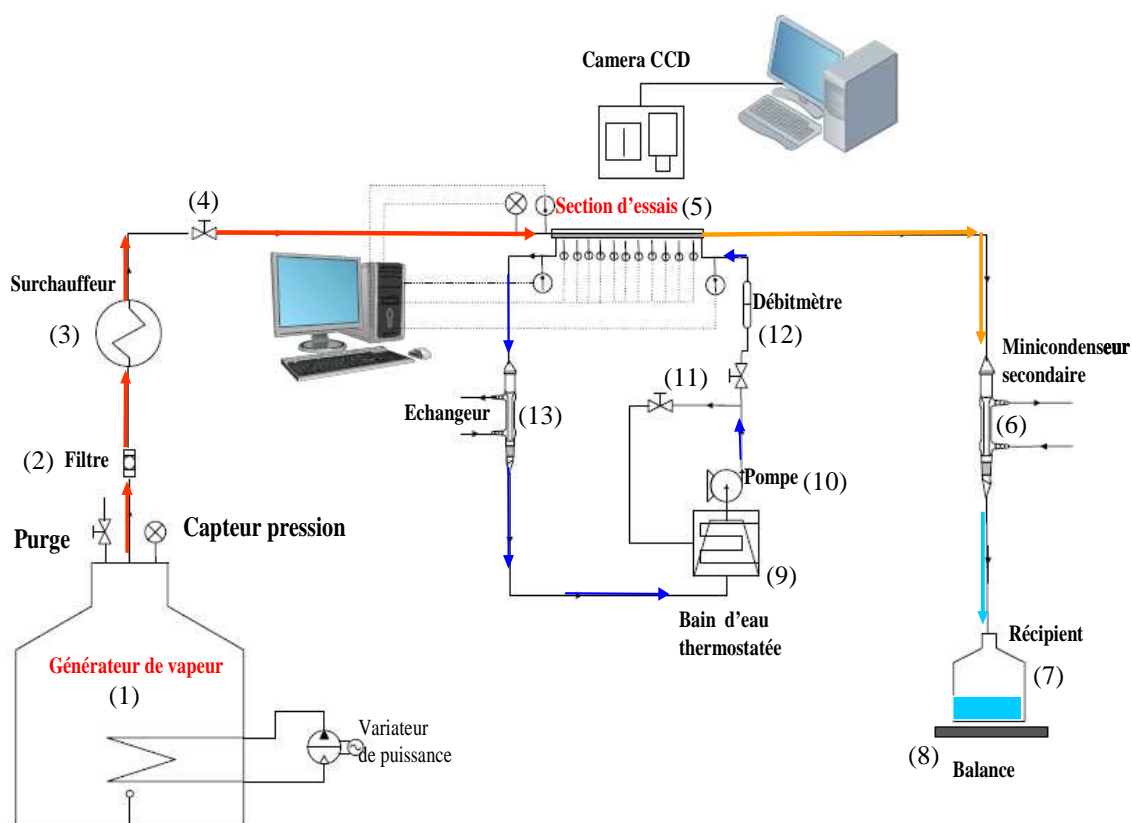 Camera CCD
(4)
Section d'essais (5)
Surchauffeur
(3)
Débitmètre
(12)
Minicondenseur
secondaire
(6)
(11)
Echangeur
(13)
(2) Filtre
Pompe (10)
Purge
Capteur pression
(9)
Bain d'eau
thermostatée
Récipient
(7)
Générateur de vapeur
(1)
Variateur
de puissance
(8)
Balance